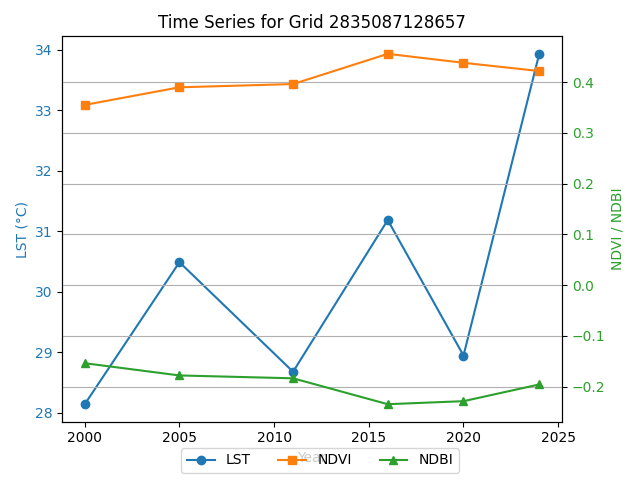 Time Series for Grid 2835087128657
34
33
32
31
30
29
28
LST (°C)
0.4
0.3
0.2
0.1
0.0
−0.1
−0.2
NDVI / NDBI
2000 2005 2010 2015 2020 2025
Year
LST NDVI NDBI